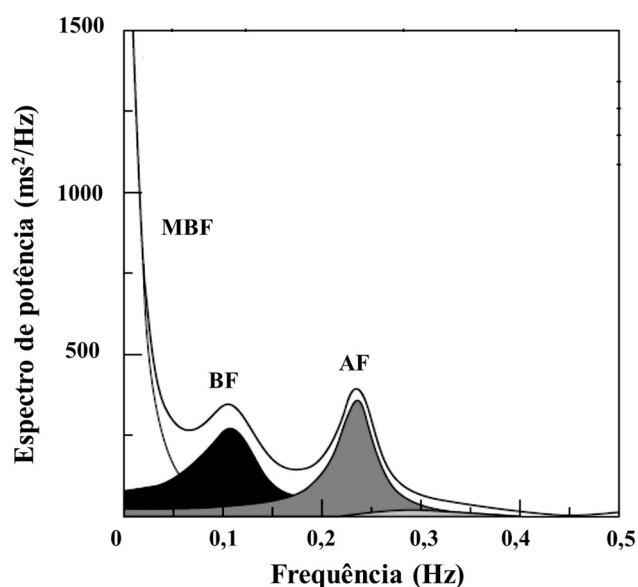 1500
1000
500
Espectro de potência (ms²/Hz)
MBF
BF
AF
0 0,1 0,2 0,3 0,4 0,5
Frequência (Hz)